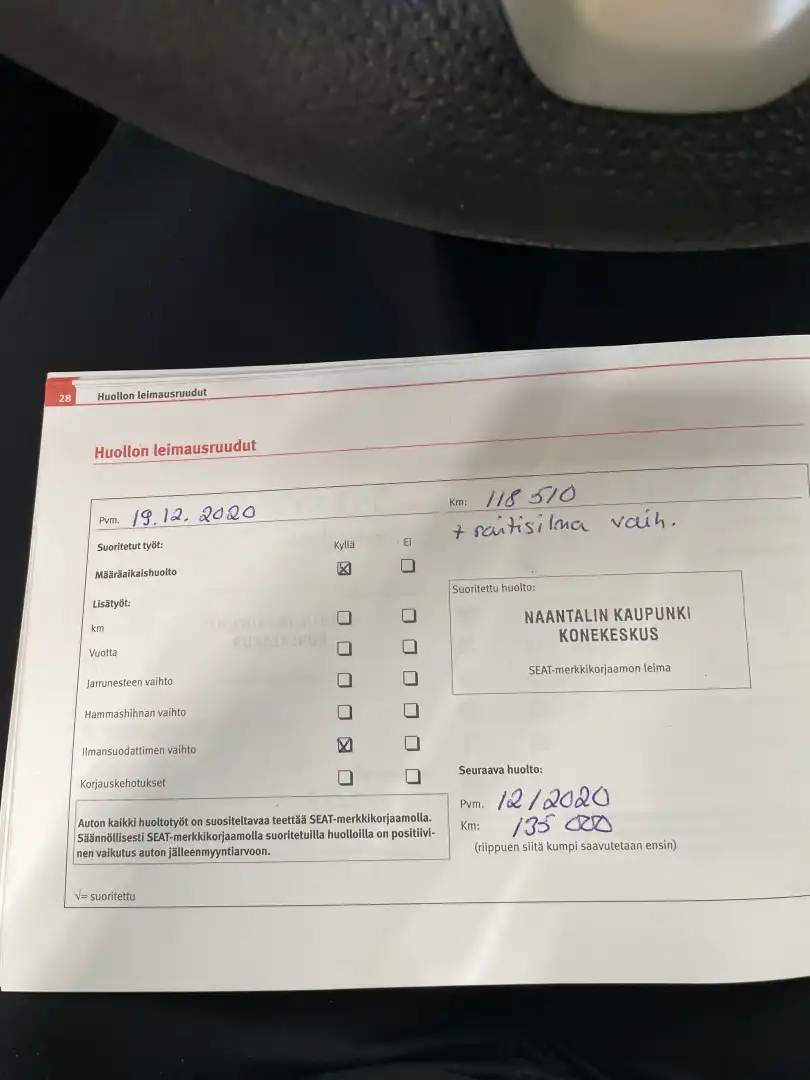 28 Huollon leimausruudut
Huollon leimausruudut
Pvm. 19.12.2020
Km: 118 510
+ raitisilma vaih.
Suoritetut työt: Kyllä Ei
Määräaikaishuolto ☒ ☐
Lisätyöt:
km ☐ ☐
Vuotta ☐ ☐
Jarrunesteen vaihto ☐ ☐
Hammashihnan vaihto ☐ ☐
Ilmansuodattimen vaihto ☒ ☐
Korjauskehotukset ☐ ☐
Auton kaikki huoltotyöt on suositeltavaa teettää SEAT-merkkikorjaamolla.
Säännöllisesti SEAT-merkkikorjaamolla suoritetuilla huolloilla on positiivi-
nen vaikutus auton jälleenmyyntiarvoon.
√= suoritettu
Suoritettu huolto:
NAANTALIN KAUPUNKI
KONEKESKUS
SEAT-merkkikorjaamon leima
Seuraava huolto:
Pvm. 12/2020
Km: 135 000
(riippuen siitä kumpi saavutetaan ensin)